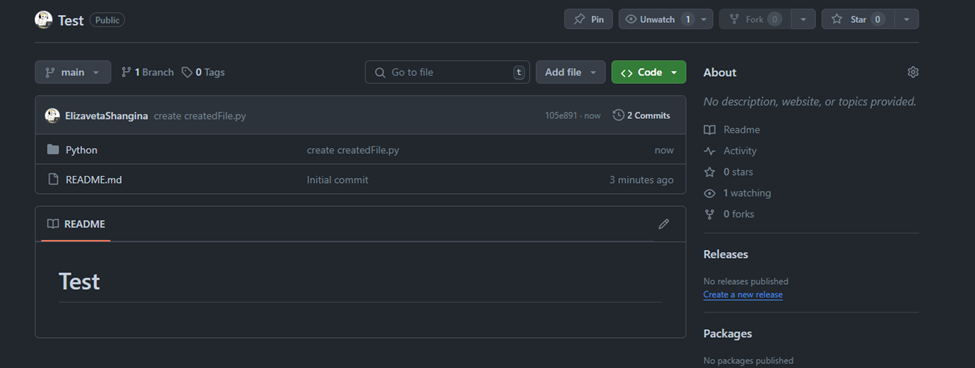 Test Public Pin Unwatch 1 Fork 0 Star 0
main 1 Branch 0 Tags Go to file t Add file Code
ElizavetaShangina create createdFile.py 105e891 · now 2 Commits
Python create createdFile.py now
README.md Initial commit 3 minutes ago
README
Test
About
No description, website, or topics provided.
Readme
Activity
0 stars
1 watching
0 forks
Releases
No releases published
Create a new release
Packages
No packages published